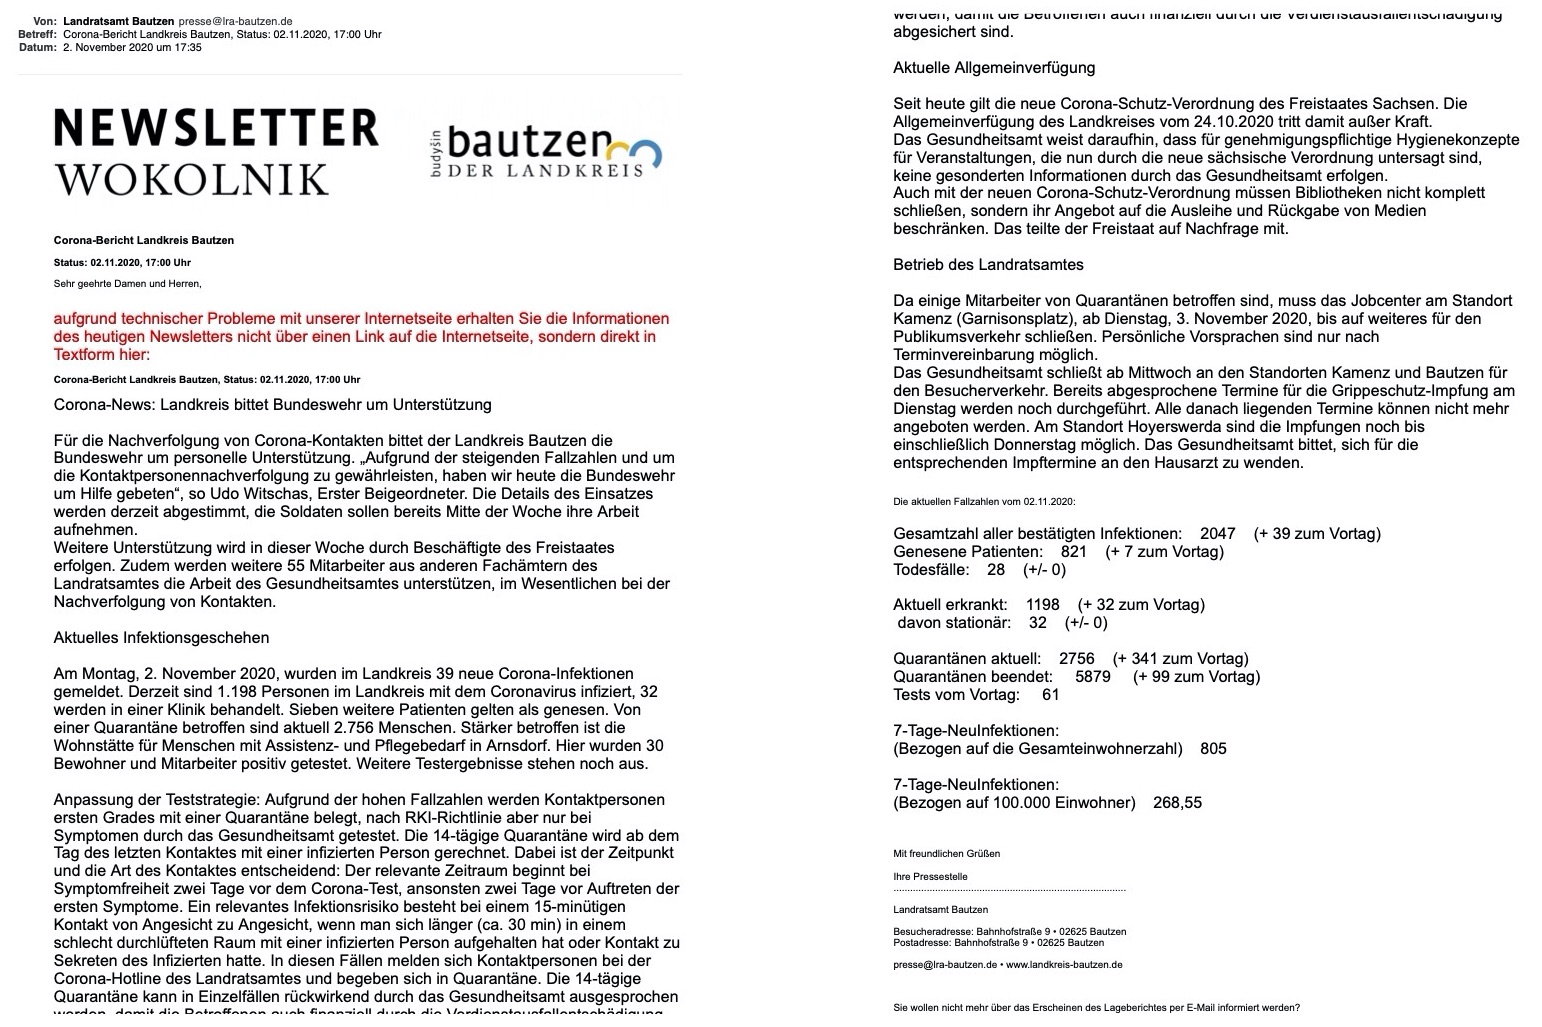 Von: Landratsamt Bautzen presse@lra-bautzen.de
Betreff: Corona-Bericht Landkreis Bautzen, Status: 02.11.2020, 17:00 Uhr
Datum: 2. November 2020 um 17:35
NEWSLETTER
WOKOLNIK
budyšin
bautzen
DER LANDKREIS
Corona-Bericht Landkreis Bautzen
Status: 02.11.2020, 17:00 Uhr
Sehr geehrte Damen und Herren,
aufgrund technischer Probleme mit unserer Internetseite erhalten Sie die Informationen
des heutigen Newsletters nicht über einen Link auf die Internetseite, sondern direkt in
Textform hier:
Corona-Bericht Landkreis Bautzen, Status: 02.11.2020, 17:00 Uhr
Corona-News: Landkreis bittet Bundeswehr um Unterstützung
Für die Nachverfolgung von Corona-Kontakten bittet der Landkreis Bautzen die
Bundeswehr um personelle Unterstützung. „Aufgrund der steigenden Fallzahlen und um
die Kontaktpersonennachverfolgung zu gewährleisten, haben wir heute die Bundeswehr
um Hilfe gebeten“, so Udo Witschas, Erster Beigeordneter. Die Details des Einsatzes
werden derzeit abgestimmt, die Soldaten sollen bereits Mitte der Woche ihre Arbeit
aufnehmen.
Weitere Unterstützung wird in dieser Woche durch Beschäftigte des Freistaates
erfolgen. Zudem werden weitere 55 Mitarbeiter aus anderen Fachämtern des
Landratsamtes die Arbeit des Gesundheitsamtes unterstützen, im Wesentlichen bei der
Nachverfolgung von Kontakten.
Aktuelles Infektionsgeschehen
Am Montag, 2. November 2020, wurden im Landkreis 39 neue Corona-Infektionen
gemeldet. Derzeit sind 1.198 Personen im Landkreis mit dem Coronavirus infiziert, 32
werden in einer Klinik behandelt. Sieben weitere Patienten gelten als genesen. Von
einer Quarantäne betroffen sind aktuell 2.756 Menschen. Stärker betroffen ist die
Wohnstätte für Menschen mit Assistenz- und Pflegebedarf in Arnsdorf. Hier wurden 30
Bewohner und Mitarbeiter positiv getestet. Weitere Testergebnisse stehen noch aus.
Anpassung der Teststrategie: Aufgrund der hohen Fallzahlen werden Kontaktpersonen
ersten Grades mit einer Quarantäne belegt, nach RKI-Richtlinie aber nur bei
Symptomen durch das Gesundheitsamt getestet. Die 14-tägige Quarantäne wird ab dem
Tag des letzten Kontaktes mit einer infizierten Person gerechnet. Dabei ist der Zeitpunkt
und die Art des Kontaktes entscheidend: Der relevante Zeitraum beginnt bei
Symptomfreiheit zwei Tage vor dem Corona-Test, ansonsten zwei Tage vor Auftreten der
ersten Symptome. Ein relevantes Infektionsrisiko besteht bei einem 15-minütigen
Kontakt von Angesicht zu Angesicht, wenn man sich länger (ca. 30 min) in einem
schlecht durchlüfteten Raum mit einer infizierten Person aufgehalten hat oder Kontakt zu
Sekreten des Infizierten hatte. In diesen Fällen melden sich Kontaktpersonen bei der
Corona-Hotline des Landratsamtes und begeben sich in Quarantäne. Die 14-tägige
Quarantäne kann in Einzelfällen rückwirkend durch das Gesundheitsamt ausgesprochen
werden, damit die Betroffenen auch finanziell durch die Verdienstausfallentschädigung
werden, damit die Betroffenen auch finanziell durch die Verdienstausfallentschädigung
abgesichert sind.
Aktuelle Allgemeinverfügung
Seit heute gilt die neue Corona-Schutz-Verordnung des Freistaates Sachsen. Die
Allgemeinverfügung des Landkreises vom 24.10.2020 tritt damit außer Kraft.
Das Gesundheitsamt weist daraufhin, dass für genehmigungspflichtige Hygienekonzepte
für Veranstaltungen, die nun durch die neue sächsische Verordnung untersagt sind,
keine gesonderten Informationen durch das Gesundheitsamt erfolgen.
Auch mit der neuen Corona-Schutz-Verordnung müssen Bibliotheken nicht komplett
schließen, sondern ihr Angebot auf die Ausleihe und Rückgabe von Medien
beschränken. Das teilte der Freistaat auf Nachfrage mit.
Betrieb des Landratsamtes
Da einige Mitarbeiter von Quarantänen betroffen sind, muss das Jobcenter am Standort
Kamenz (Garnisonsplatz), ab Dienstag, 3. November 2020, bis auf weiteres für den
Publikumsverkehr schließen. Persönliche Vorsprachen sind nur nach
Terminvereinbarung möglich.
Das Gesundheitsamt schließt ab Mittwoch an den Standorten Kamenz und Bautzen für
den Besucherverkehr. Bereits abgesprochene Termine für die Grippeschutz-Impfung am
Dienstag werden noch durchgeführt. Alle danach liegenden Termine können nicht mehr
angeboten werden. Am Standort Hoyerswerda sind die Impfungen noch bis
einschließlich Donnerstag möglich. Das Gesundheitsamt bittet, sich für die
entsprechenden Impftermine an den Hausarzt zu wenden.
Die aktuellen Fallzahlen vom 02.11.2020:
Gesamtzahl aller bestätigten Infektionen: 2047 (+ 39 zum Vortag)
Genesene Patienten: 821 (+ 7 zum Vortag)
Todesfälle: 28 (+/- 0)
Aktuell erkrankt: 1198 (+ 32 zum Vortag)
davon stationär: 32 (+/- 0)
Quarantänen aktuell: 2756 (+ 341 zum Vortag)
Quarantänen beendet: 5879 (+ 99 zum Vortag)
Tests vom Vortag: 61
7-Tage-NeuInfektionen:
(Bezogen auf die Gesamteinwohnerzahl) 805
7-Tage-NeuInfektionen:
(Bezogen auf 100.000 Einwohner) 268,55
Mit freundlichen Grüßen
Ihre Pressestelle
Landratsamt Bautzen
Besucheradresse: Bahnhofstraße 9 • 02625 Bautzen
Postadresse: Bahnhofstraße 9 • 02625 Bautzen
presse@lra-bautzen.de • www.landkreis-bautzen.de
Sie wollen nicht mehr über das Erscheinen des Lageberichtes per E-Mail informiert werden?